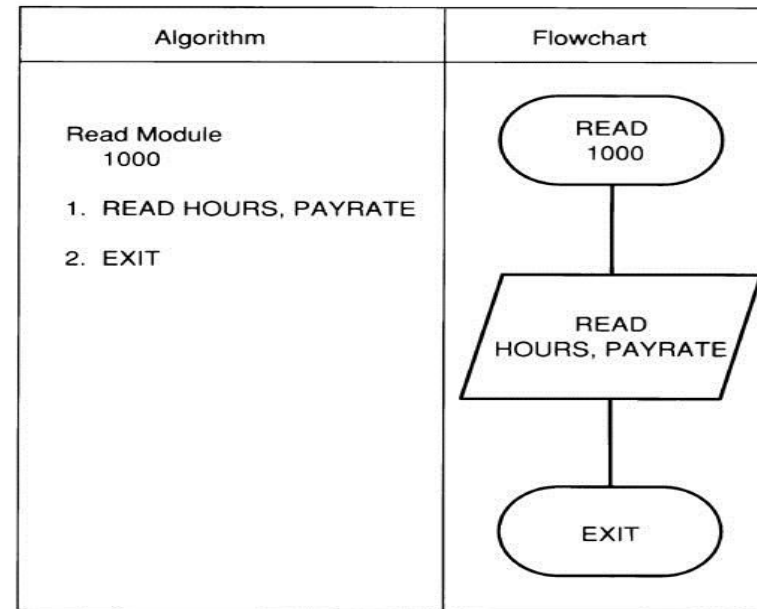 Algorithm
Flowchart
Read Module
1000
1. READ HOURS, PAYRATE
2. EXIT
READ
1000
READ
HOURS, PAYRATE
EXIT